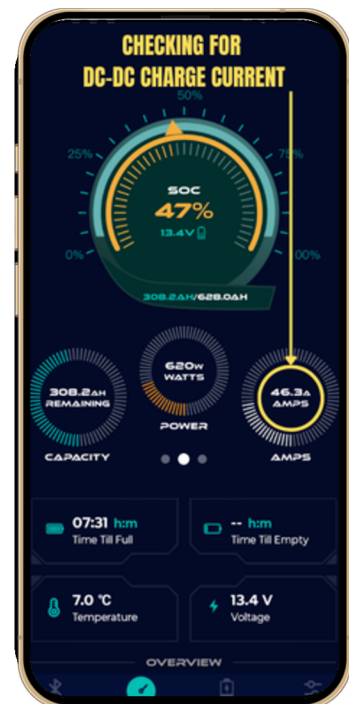 CHECKING FOR
DC-DC CHARGE CURRENT
50%
25%
75%
0%
00%
SOC
47%
13.4V
308.2AH/628.0AH
308.2AH
REMAINING
CAPACITY
620W
WATTS
POWER
46.3A
AMPS
AMPS
07:31 h:m
Time Till Full
-- h:m
Time Till Empty
7.0 °C
Temperature
13.4 V
Voltage
OVERVIEW